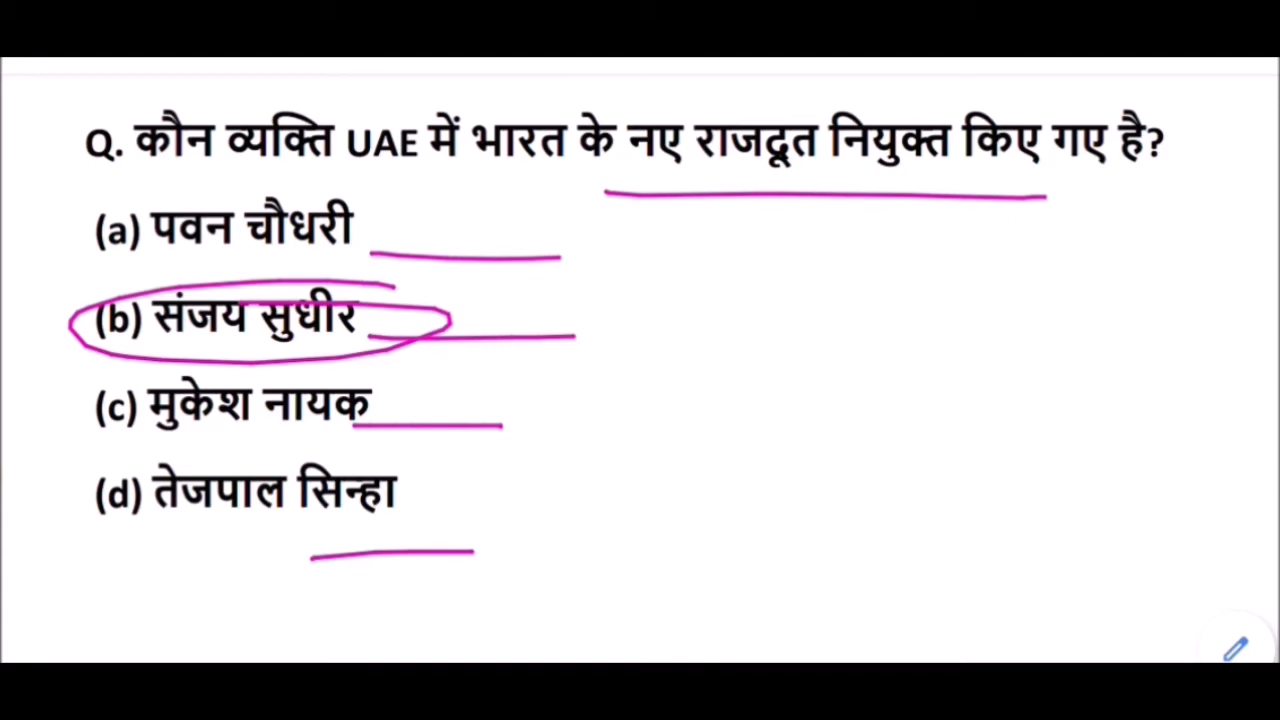 Q. कौन व्यक्ति UAE में भारत के नए राजदूत नियुक्त किए गए है?
(a) पवन चौधरी
(b) संजय सुधीर
(c) मुकेश नायक
(d) तेजपाल सिन्हा